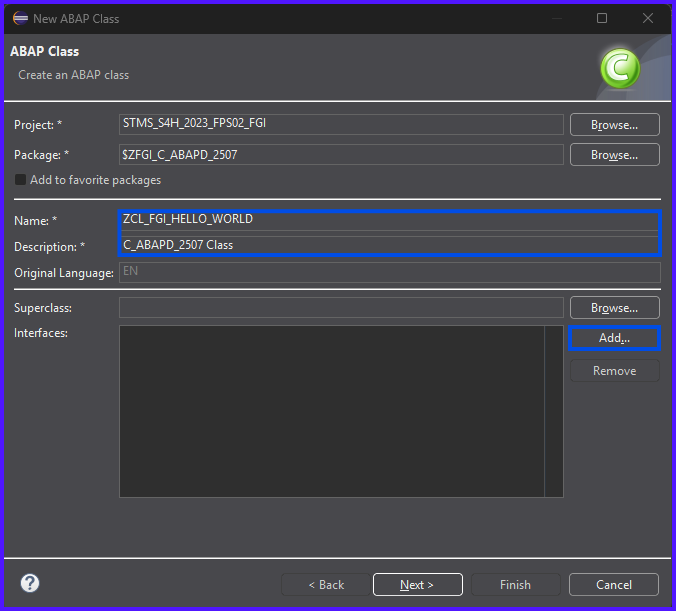 New ABAP Class
ABAP Class
Create an ABAP class
Project: * STMS_S4H_2023_FPS02_FGI Browse...
Package: * $ZFGI_C_ABAPD_2507 Browse...
Add to favorite packages
Name: * ZCL_FGI_HELLO_WORLD
Description: * C_ABAPD_2507 Class
Original Language: EN
Superclass: Browse...
Interfaces: Add...
Remove
? < Back Next > Finish Cancel